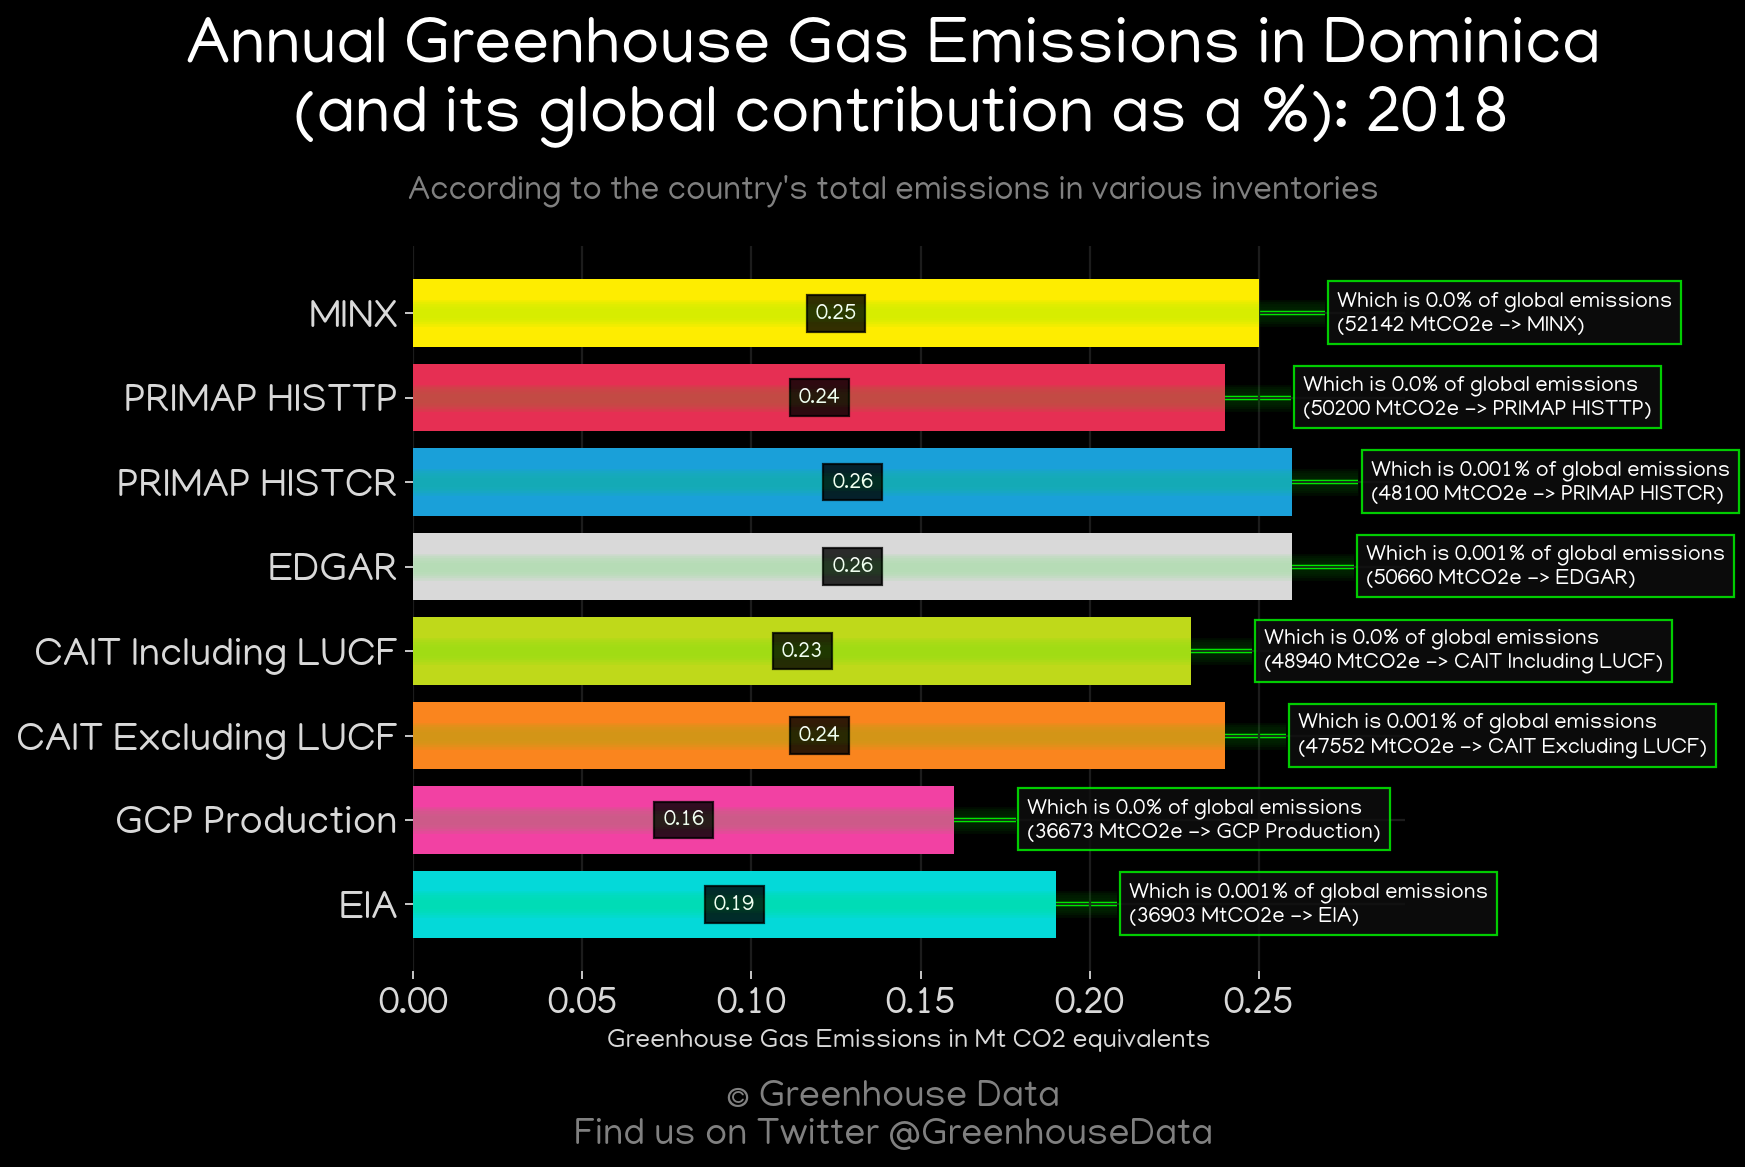 Annual Greenhouse Gas Emissions in Dominica
(and its global contribution as a %): 2018
According to the country's total emissions in various inventories
MINX
0.25
Which is 0.0% of global emissions
(52142 MtCO2e -> MINX)
PRIMAP HISTTP
0.24
Which is 0.0% of global emissions
(50200 MtCO2e -> PRIMAP HISTTP)
PRIMAP HISTCR
0.26
Which is 0.001% of global emissions
(48100 MtCO2e -> PRIMAP HISTCR)
EDGAR
0.26
Which is 0.001% of global emissions
(50660 MtCO2e -> EDGAR)
CAIT Including LUCF
0.23
Which is 0.0% of global emissions
(48940 MtCO2e -> CAIT Including LUCF)
CAIT Excluding LUCF
0.24
Which is 0.001% of global emissions
(47552 MtCO2e -> CAIT Excluding LUCF)
GCP Production
0.16
Which is 0.0% of global emissions
(36673 MtCO2e -> GCP Production)
EIA
0.19
Which is 0.001% of global emissions
(36903 MtCO2e -> EIA)
0.00 0.05 0.10 0.15 0.20 0.25
Greenhouse Gas Emissions in Mt CO2 equivalents
© Greenhouse Data
Find us on Twitter @GreenhouseData